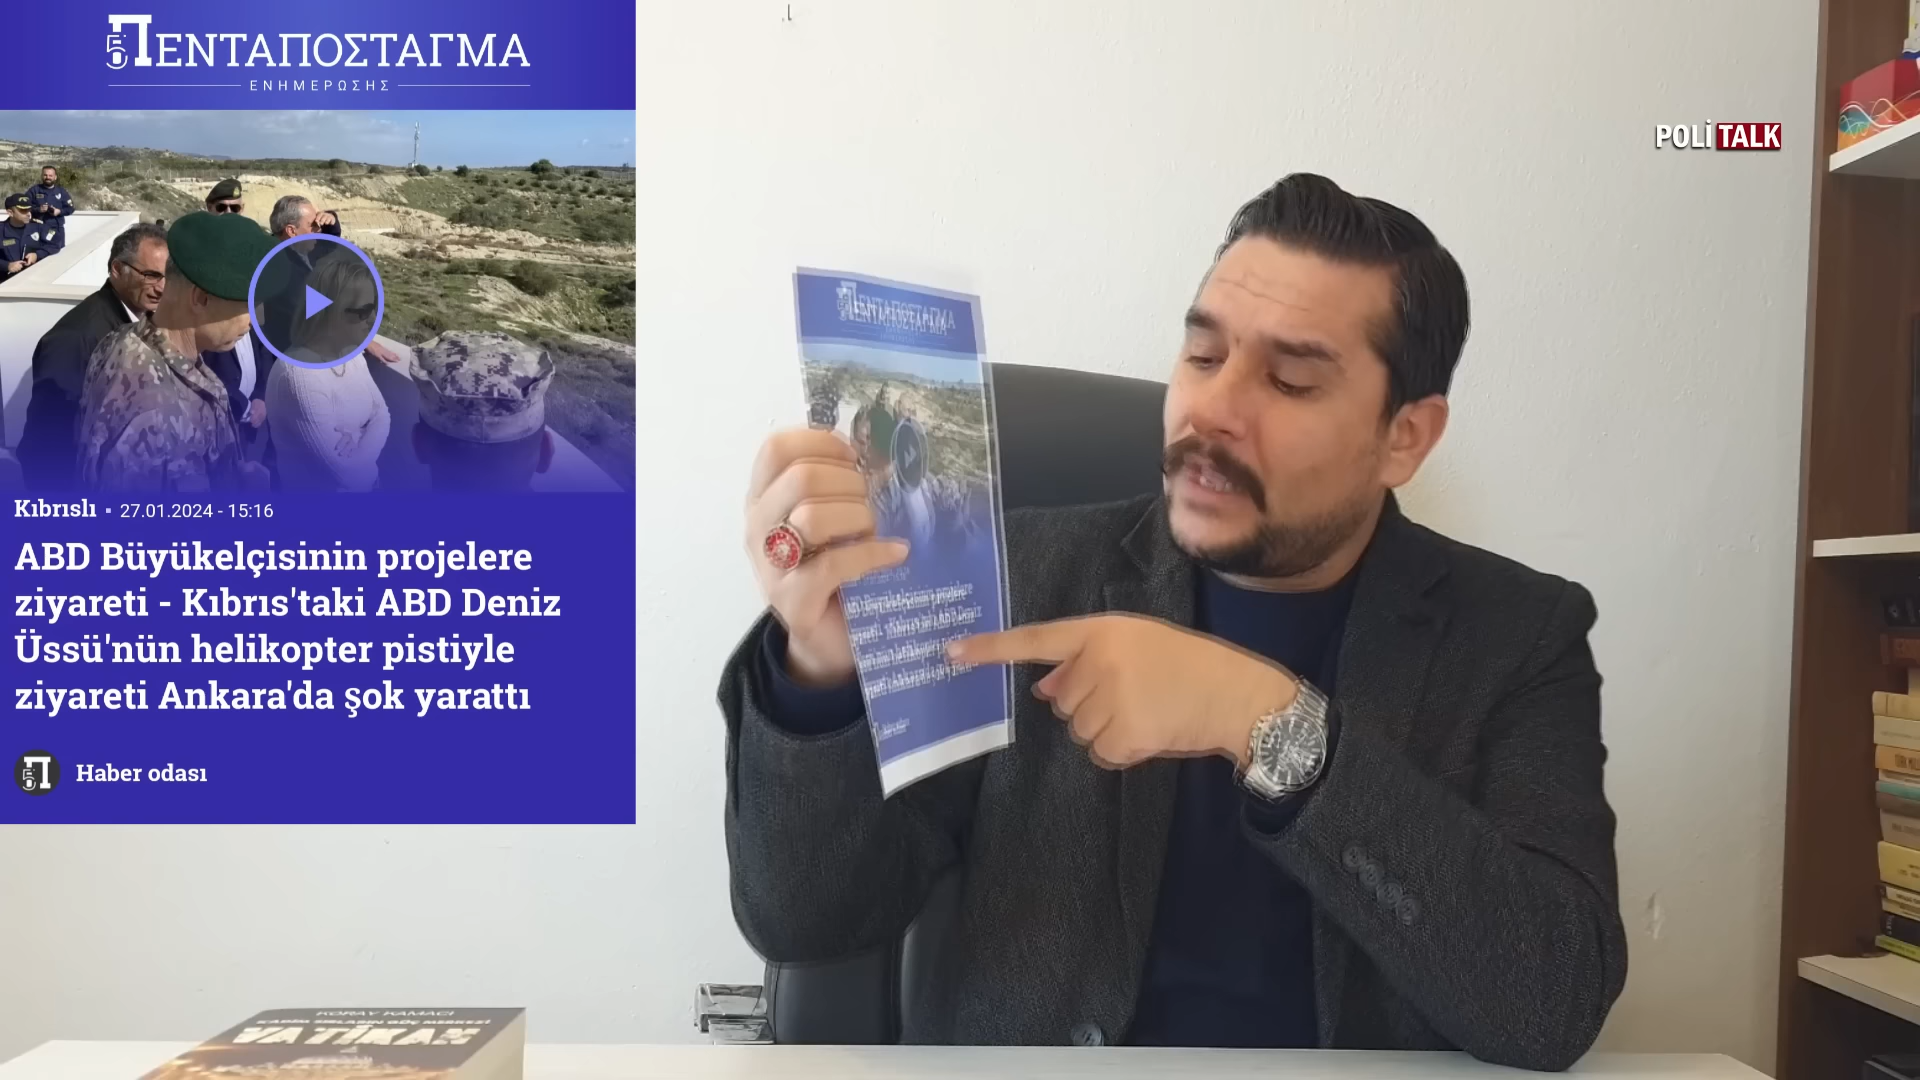 ΠΕΝΤΑΠΟΣΤΑΓΜΑ
ΕΝΗΜΕΡΩΣΗΣ
Kıbrıslı ▪ 27.01.2024 - 15:16
ABD Büyükelçisinin projelere
ziyareti - Kıbrıs'taki ABD Deniz
Üssü'nün helikopter pistiyle
ziyareti Ankara'da şok yarattı
Haber odası
POLİTALK
ΠΕΝΤΑΠΟΣΤΑΓΜΑ
KORAY KAMACI
VATİKAN